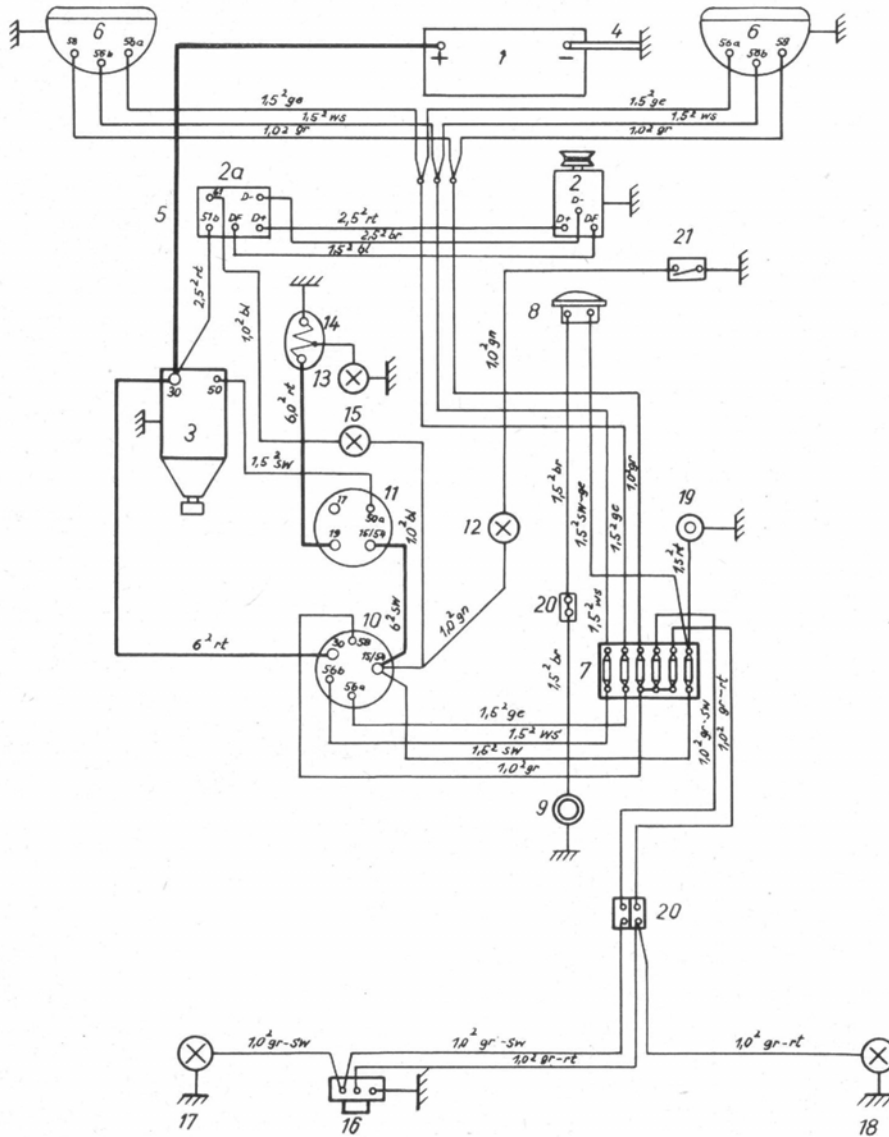 6
58
56b
56a
1
+
−
4
6
56a
56b
58
1,5² ge
1,5² ws
1,0² gr
1,5² ge
1,5² ws
1,0² gr
2a
61
D-
51b
DF
D+
2
D-
D+
DF
2,5² rt
2,5² br
1,5² bl
5
2,5² rt
1,0² bl
21
8
14
13
1,0² gn
30
50
3
6,0² rt
15
1,5² sw
11
17
50a
19
15/54
1,0² bl
12
1,5² br
1,5² sw-ge
1,5² ge
1,0² gr
19
1,5² rt
20
1,5² ws
6² sw
1,0² gn
10
6² rt
30
58
15/54
56b
56a
1,5² br
7
1,5² ge
1,5² ws
1,5² sw
1,0² gr
1,0² gr-sw
1,0² gr-rt
9
20
1,0² gr-sw
1,0² gr-sw
1,0² gr-rt
1,0² gr-rt
17
16
18